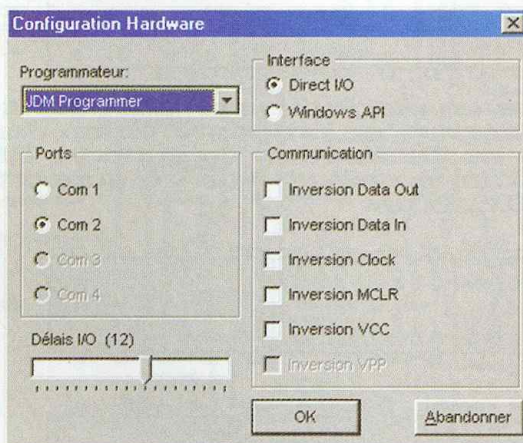 Configuration Hardware
Programmateur:
JDM Programmer
Interface
Direct I/O
Windows API
Ports
Com 1
Com 2
Com 3
Com 4
Communication
Inversion Data Out
Inversion Data In
Inversion Clock
Inversion MCLR
Inversion VCC
Inversion VPP
Délais I/O (12)
OK
Abandonner